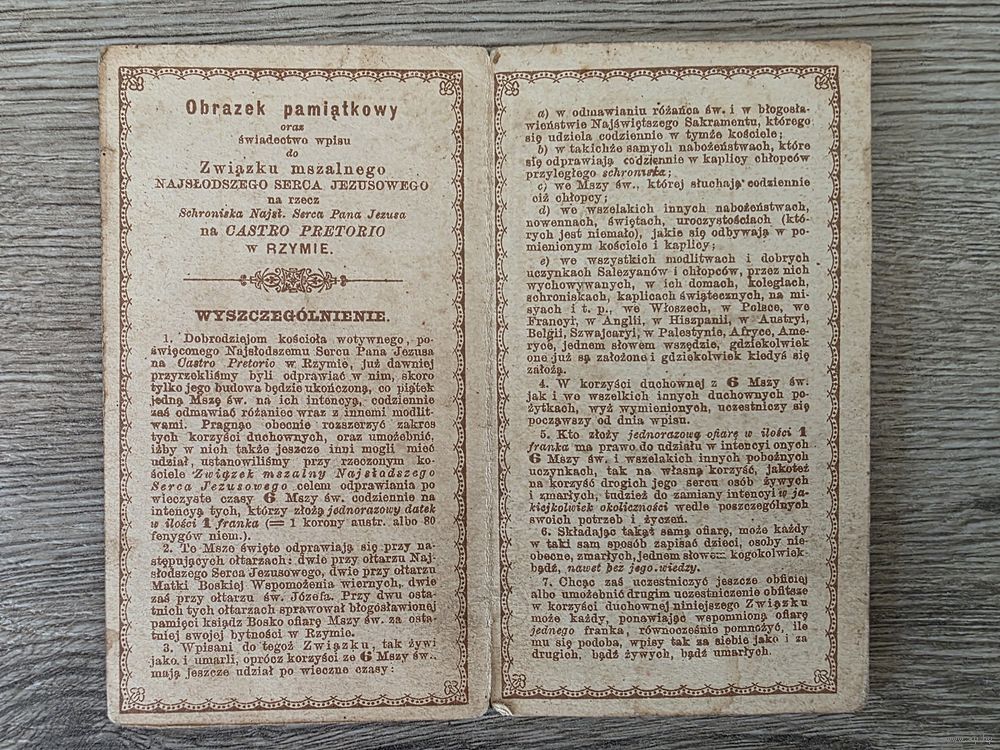 Obrazek pamiątkowy
oraz
świadectwo wpisu
do
Związku mszalnego
NAJSŁODSZEGO SERCA JEZUSOWEGO
na rzecz
Schroniska Najsł. Serca Pana Jezusa
na CASTRO PRETORIO
w RZYMIE.
WYSZCZEGÓLNIENIE.
1. Dobrodziejom kościoła wotywnego, po-
święconego Najsłodszemu Sercu Pana Jezusa
na Castro Pretorio w Rzymie, już dawniej
przyrzekliśmy byli odprawiać w nim, skoro
tylko jego budowa będzie ukończoną, co piątek
jedną Mszę św. na ich intencyą, codziennie
zaś odmawiać różaniec wraz z innemi modlit-
wami. Pragnąc obecnie rozszerzyć zakres
tych korzyści duchownych, oraz umożebnić,
iżby w nich także jeszcze inni mogli mieć
udział, ustanowiliśmy przy rzeczonym ko-
ściele Związek mszalny Najsłodszego
Serca Jezusowego celem odprawiania po
wieczyste czasy 6 Mszy św. codziennie na
intencyą tych, którzy złożą jednorazowy datek
w ilości 1 franka (= 1 korony austr. albo 80
fenygów niem.).
2. Te Msze święte odprawiają się przy na-
stępujących ołtarzach: dwie przy ołtarzu Naj
słodszego Serca Jezusowego, dwie przy ołtarzu
Matki Boskiej Wspomożenia wiernych, dwie
zaś przy ołtarzu św. Józefa. Przy dwu osta-
tnich tych ołtarzach sprawował błogosławionej
pamięci ksiądz Bosko ofiarę Mszy św. za osta-
tniej swojej bytności w Rzymie.
3. Wpisani do tegoż Związku, tak żywi
jako i umarli, oprócz korzyści ze 6 Mszy św.,
mają jeszcze udział po wieczne czasy:
a) w odmawianiu różańca św. i w błogosła-
wieństwie Najświętszego Sakramentu, którego
się udziela codziennie w tymże kościele;
b) w takichże samych nabożeństwach, które
się odprawiają codziennie w kaplicy chłopców
przyległego schroniska;
c) we Mszy św., której słuchają codziennie
ciż chłopcy;
d) we wszelakich innych nabożeństwach,
nowennach, świętach, uroczystościach (któ-
rych jest niemało), jakie się odbywają w po-
mienionym kościele i kaplicy;
e) we wszystkich modlitwach i dobrych
uczynkach Salezyanów i chłopców, przez nich
wychowywanych, w ich domach, kolegiach,
schroniskach, kaplicach świątecznych, na mi-
syach i t. p., we Włoszech, w Polsce, we
Francyi, w Anglii, w Hiszpanii, w Austryi,
Belgii, Szwajcaryi, w Palestynie, Afryce, Ame-
ryce, jednem słowem wszędzie, gdziekolwiek
one już są założone i gdziekolwiek kiedyś się
założą.
4. W korzyści duchownej z 6 Mszy św.
jak i we wszelkich innych duchownych po-
żytkach, wyż wymienionych, uczestniczy się
począwszy od dnia wpisu.
5. Kto złoży jednorazową ofiarę w ilości 1
franka ma prawo do udziału w intencyi onych
6 Mszy św. i wszelakich innych pobożnych
uczynkach, tak na własną korzyść, jakoteż
na korzyść drogich jego sercu osób żywych
i zmarłych, tudzież do zamiany intencyi w ja-
kiejkolwiek okoliczności wedle poszczególnych
swoich potrzeb i życzeń.
6. Składając takąż samą ofiarę, może każdy
w taki sam sposób zapisać dzieci, osoby nie-
obecne, zmarłych, jednem słowem kogokolwiek-
bądź, nawet bez jego wiedzy.
7. Chcąc zaś uczestniczyć jeszcze obficiej
albo umożebnić drugim uczestniczenie obfitsze
w korzyści duchownej niniejszego Związku
może każdy, ponawiając wspomnioną ofiarę
jednego franka, równocześnie pomnożyć, ile
mu się podoba, wpisy tak za siebie jako i za
drugich, bądź żywych, bądź umarłych.